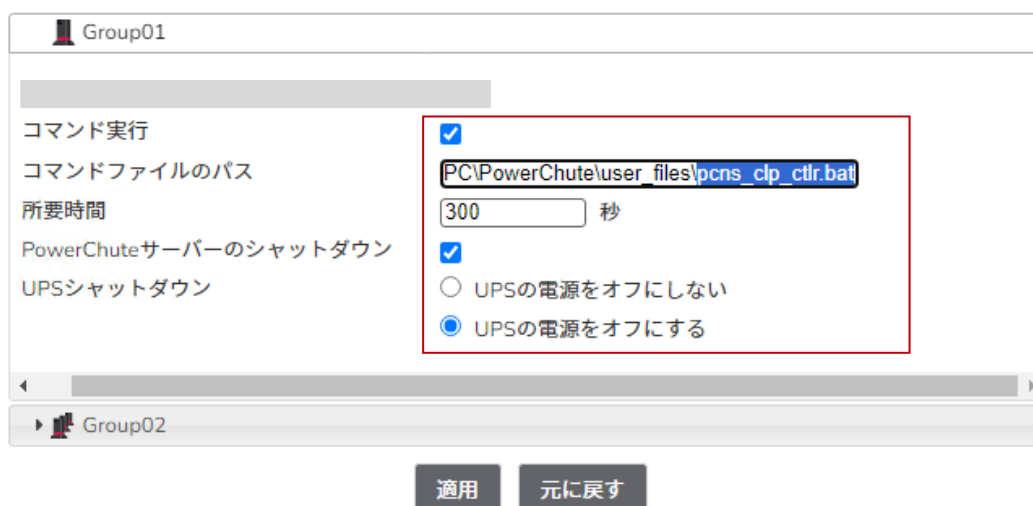 Group01
コマンド実行
コマンドファイルのパス PC\PowerChute\user_files\pcns_clp_ctlr.bat
所要時間 300 秒
PowerChuteサーバーのシャットダウン
UPSシャットダウン UPSの電源をオフにしない
UPSの電源をオフにする
Group02
適用 元に戻す